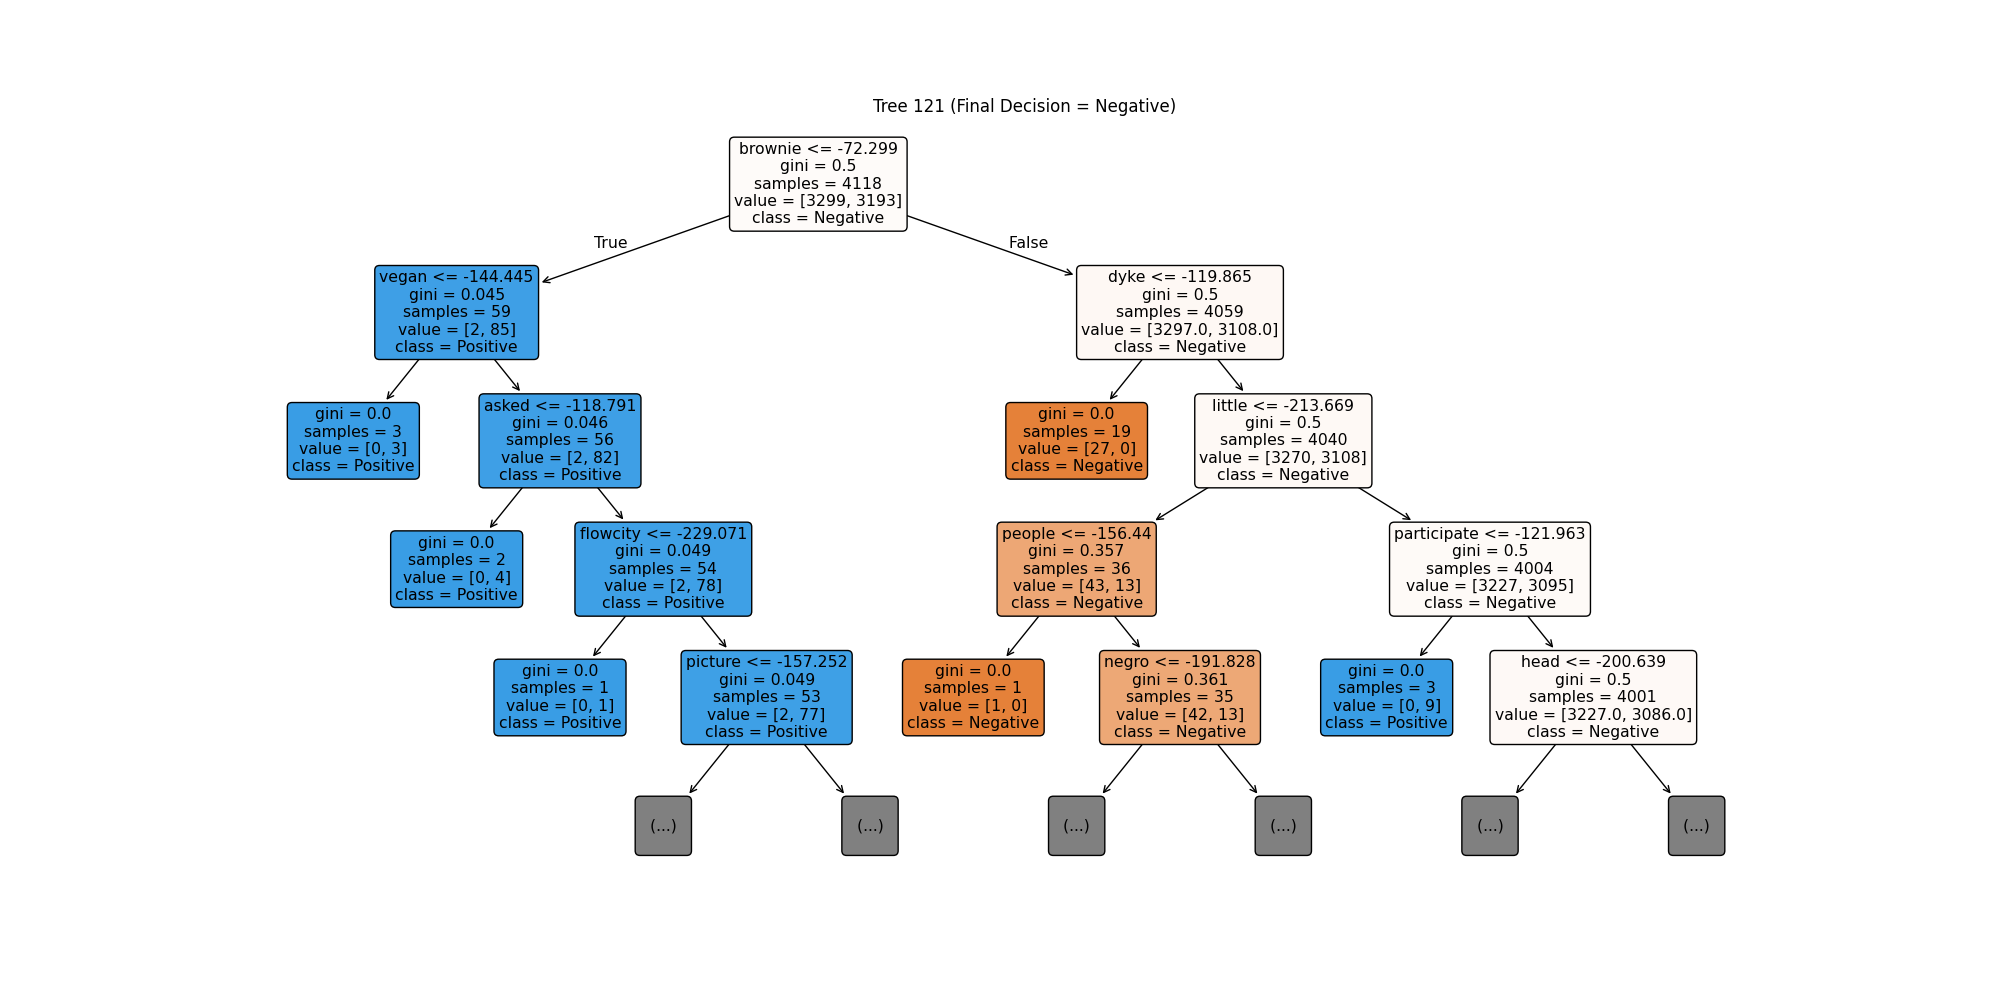 Tree 121 (Final Decision = Negative)
brownie <= -72.299
gini = 0.5
samples = 4118
value = [3299, 3193]
class = Negative
True
False
vegan <= -144.445
gini = 0.045
samples = 59
value = [2, 85]
class = Positive
dyke <= -119.865
gini = 0.5
samples = 4059
value = [3297.0, 3108.0]
class = Negative
gini = 0.0
samples = 3
value = [0, 3]
class = Positive
asked <= -118.791
gini = 0.046
samples = 56
value = [2, 82]
class = Positive
gini = 0.0
samples = 19
value = [27, 0]
class = Negative
little <= -213.669
gini = 0.5
samples = 4040
value = [3270, 3108]
class = Negative
gini = 0.0
samples = 2
value = [0, 4]
class = Positive
flowcity <= -229.071
gini = 0.049
samples = 54
value = [2, 78]
class = Positive
people <= -156.44
gini = 0.357
samples = 36
value = [43, 13]
class = Negative
participate <= -121.963
gini = 0.5
samples = 4004
value = [3227, 3095]
class = Negative
gini = 0.0
samples = 1
value = [0, 1]
class = Positive
picture <= -157.252
gini = 0.049
samples = 53
value = [2, 77]
class = Positive
gini = 0.0
samples = 1
value = [1, 0]
class = Negative
negro <= -191.828
gini = 0.361
samples = 35
value = [42, 13]
class = Negative
gini = 0.0
samples = 3
value = [0, 9]
class = Positive
head <= -200.639
gini = 0.5
samples = 4001
value = [3227.0, 3086.0]
class = Negative
(...)
(...)
(...)
(...)
(...)
(...)